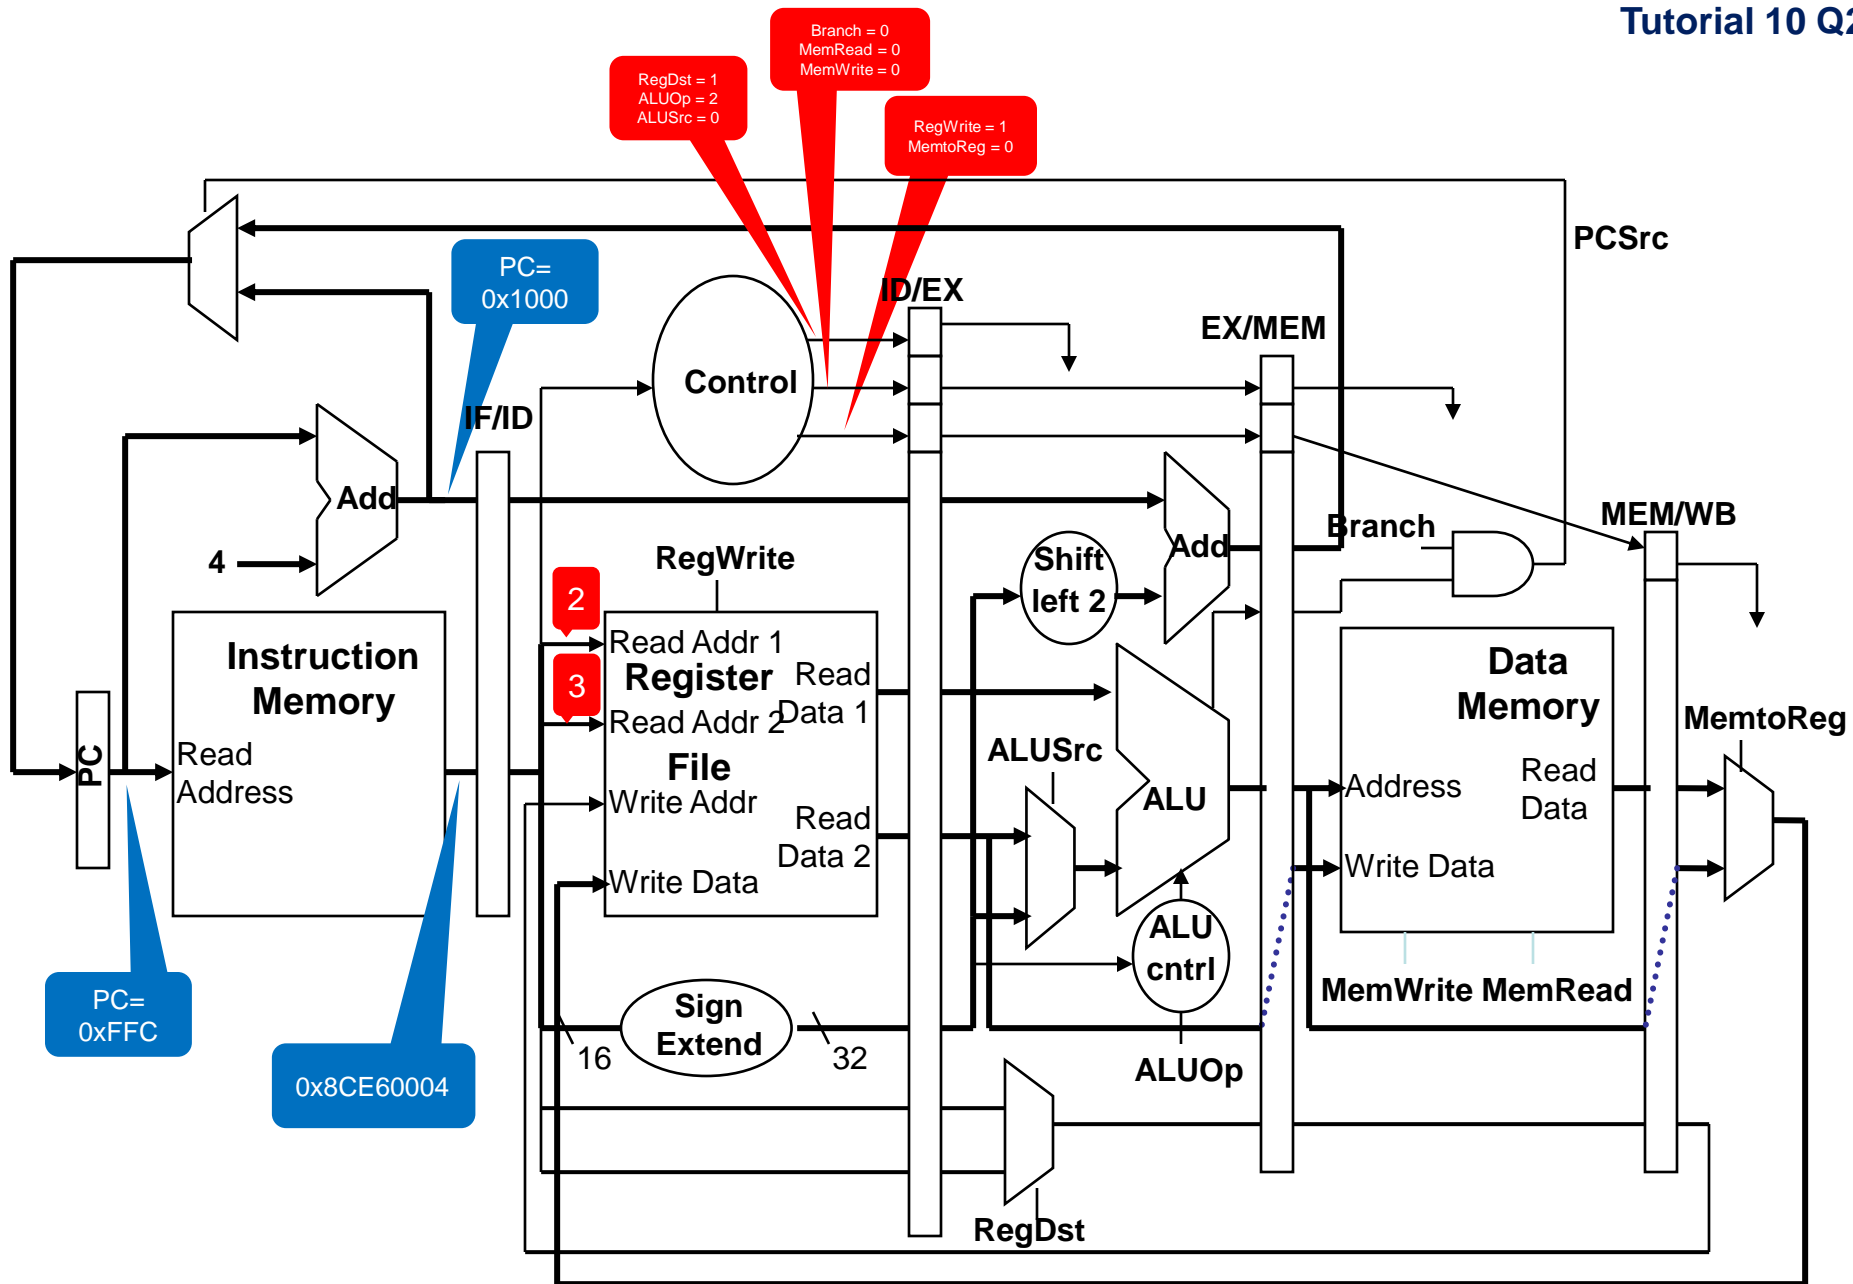 Tutorial 10 Q2
Branch = 0
MemRead = 0
MemWrite = 0
RegDst = 1
ALUOp = 2
ALUSrc = 0
RegWrite = 1
MemtoReg = 0
PCSrc
PC=
0x1000
ID/EX
EX/MEM
Control
IF/ID
Add
4
RegWrite
Shift
left 2
Add
Branch
MEM/WB
2
Read Addr 1
Register
3
Read Addr 2
File
Write Addr
Write Data
Read
Data 1
Read
Data 2
Instruction
Memory
Read
Address
PC
ALUSrc
ALU
ALU
cntrl
ALUOp
Data
Memory
Address
Read
Data
Write Data
MemtoReg
MemWrite MemRead
PC=
0xFFC
0x8CE60004
16
Sign
Extend
32
RegDst